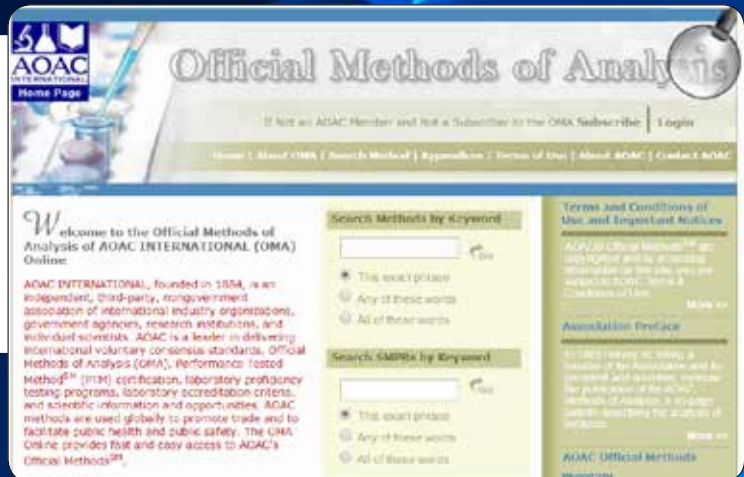 AOAC
INTERNATIONAL
Home Page
Official Methods of Analysis
If Not an AOAC Member and Not a Subscriber to the OMA Subscribe | Login
Home | About OMA | Search Method | Appendices | Terms of Use | About AOAC | Contact AOAC
Welcome to the Official Methods of
Analysis of AOAC INTERNATIONAL (OMA)
Online
AOAC INTERNATIONAL, founded in 1884, is an
independent, third-party, nongovernment
association of international industry organizations,
government agencies, research institutions, and
individual scientists. AOAC is a leader in delivering
international voluntary consensus standards, Official
Methods of Analysis (OMA), Performance Tested
Method℠ (PTM) certification, laboratory proficiency
testing programs, laboratory accreditation criteria,
and scientific information and opportunities. AOAC
methods are used globally to promote trade and to
facilitate public health and public safety. The OMA
Online provides fast and easy access to AOAC's
Official Methods℠.
Search Methods by Keyword
This exact phrase
Any of these words
All of these words
Search SMPRs by Keyword
This exact phrase
Any of these words
All of these words
Terms and Conditions of
Use and Important Notices
More >>
Association Preface
More >>
AOAC Official Methods
Program